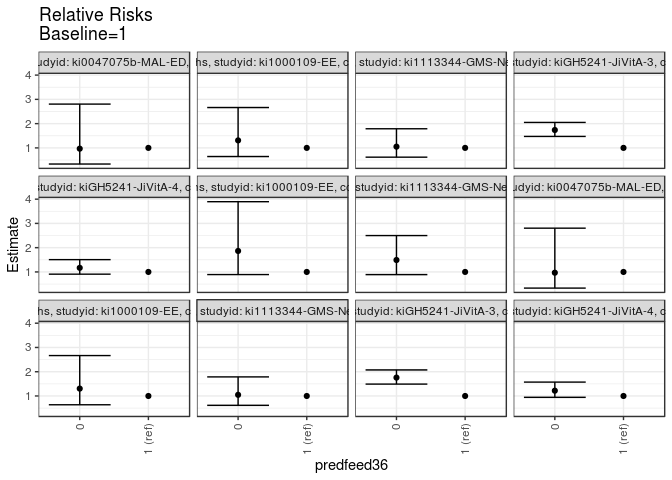 Relative Risks
Baseline=1
studyid: ki0047075b-MAL-ED,
hs, studyid: ki1000109-EE, c
studyid: ki1113344-GMS-Ne
studyid: kiGH5241-JiVitA-3, c
4
3
2
1
studyid: kiGH5241-JiVitA-4, c
hs, studyid: ki1000109-EE, co
studyid: ki1113344-GMS-Ne
udyid: ki0047075b-MAL-ED,
4
3
2
1
hs, studyid: ki1000109-EE, c
studyid: ki1113344-GMS-Ne
studyid: kiGH5241-JiVitA-3, c
studyid: kiGH5241-JiVitA-4, c
4
3
2
1
Estimate
0
1 (ref)
0
1 (ref)
0
1 (ref)
0
1 (ref)
predfeed36